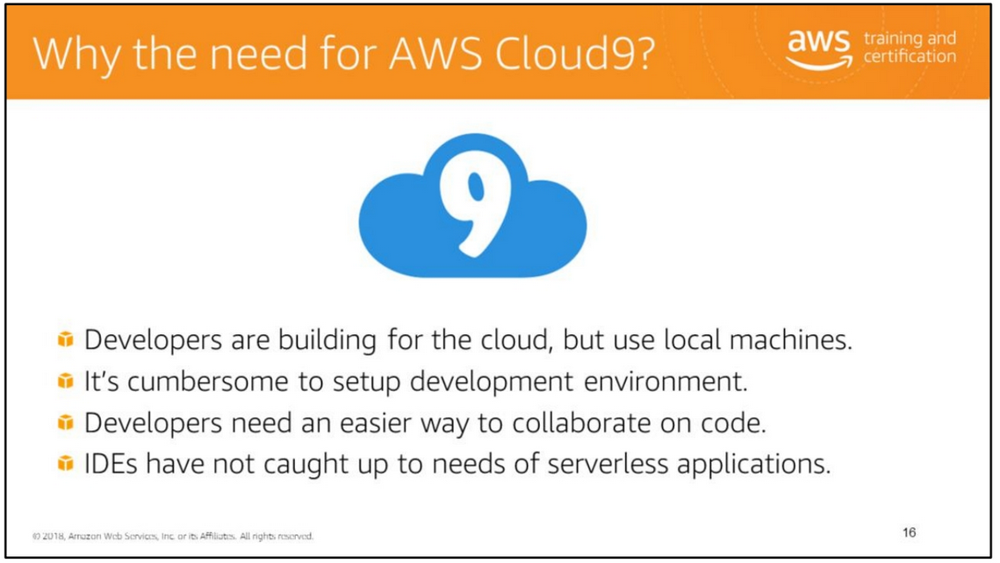 Why the need for AWS Cloud9?
aws training and
certification
9
Developers are building for the cloud, but use local machines.
It's cumbersome to setup development environment.
Developers need an easier way to collaborate on code.
IDEs have not caught up to needs of serverless applications.
© 2018, Amazon Web Services, Inc. or its Affiliates. All rights reserved.
16